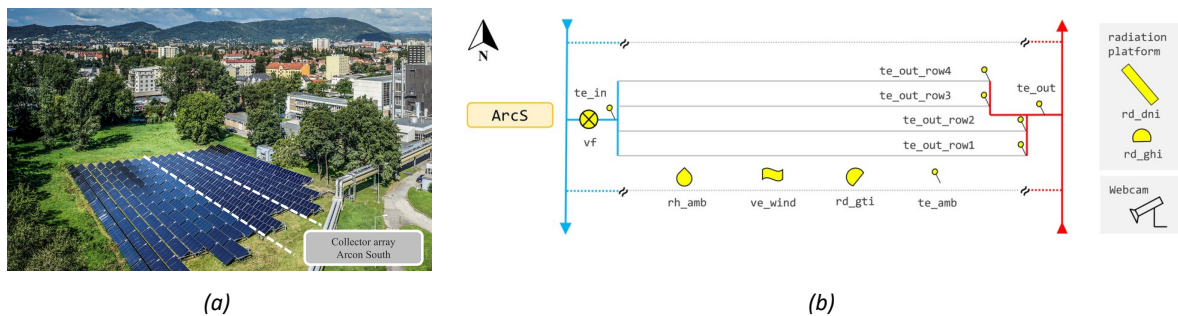 Collector array
Arcon South
(a)
N
ArcS
te_in
vf
te_out_row4
te_out_row3
te_out_row2
te_out_row1
te_out
rh_amb
ve_wind
rd_gti
te_amb
radiation
platform
rd_dni
rd_ghi
Webcam
(b)